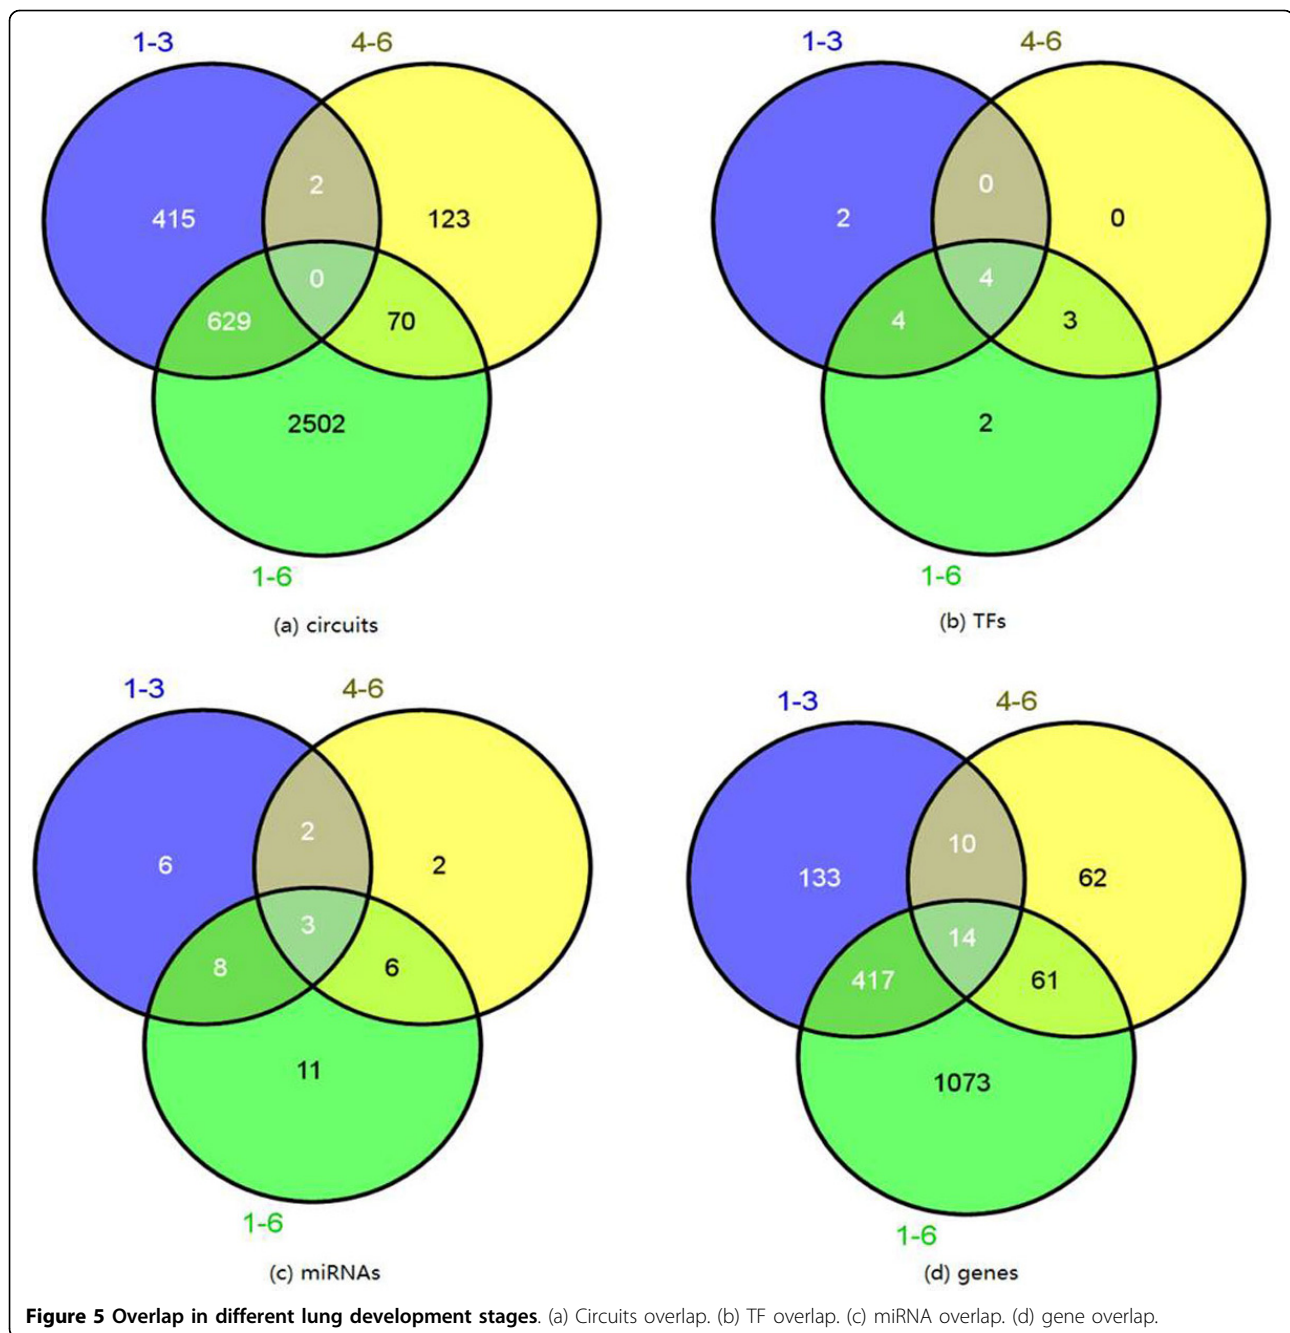 1-3 4-6
415 2 123
0
629 70
2502
1-6
(a) circuits
1-3 4-6
2 0 0
4
4 3
2
1-6
(b) TFs
1-3 4-6
6 2 2
3
8 6
11
1-6
(c) miRNAs
1-3 4-6
133 10 62
14
417 61
1073
1-6
(d) genes
Figure 5 Overlap in different lung development stages. (a) Circuits overlap. (b) TF overlap. (c) miRNA overlap. (d) gene overlap.